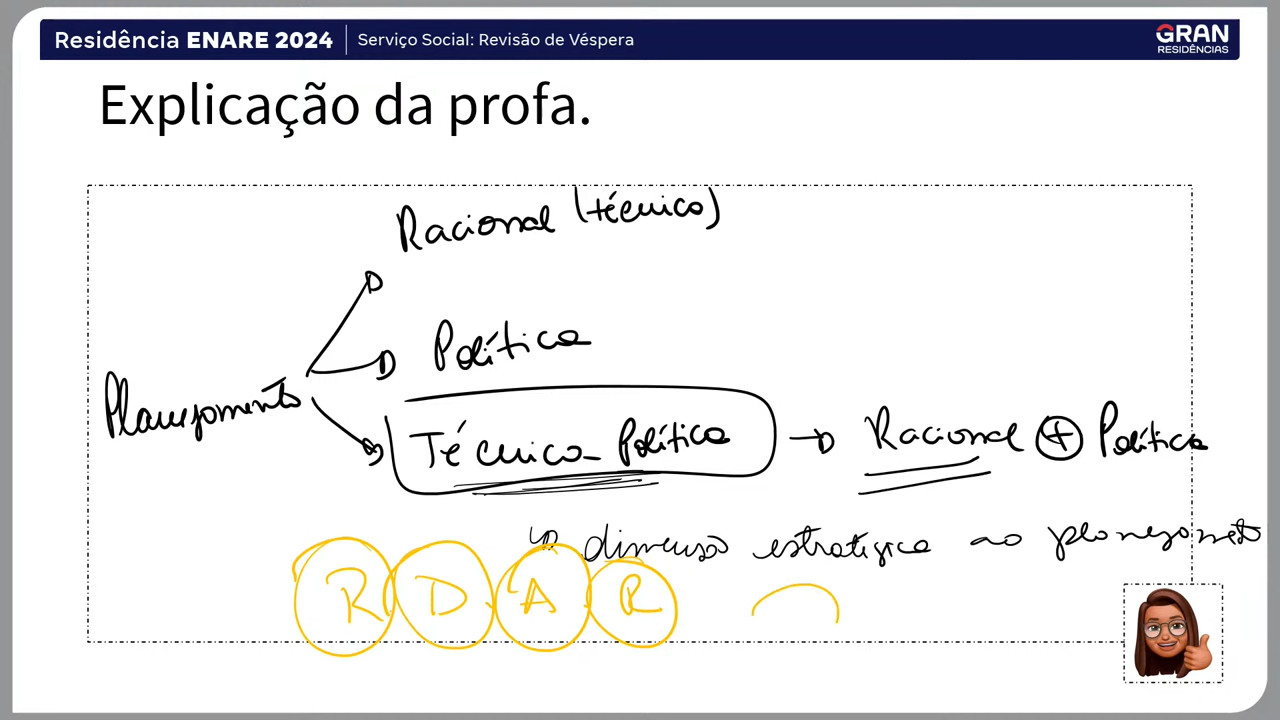 Residência ENARE 2024 | Serviço Social: Revisão de Véspera
GRAN
RESIDÊNCIAS
Explicação da profa.
Racional (técnico)
Política
Planejamento
Técnico-Política
Racional + Política
dimensão estratégica ao planejamento
R D A R